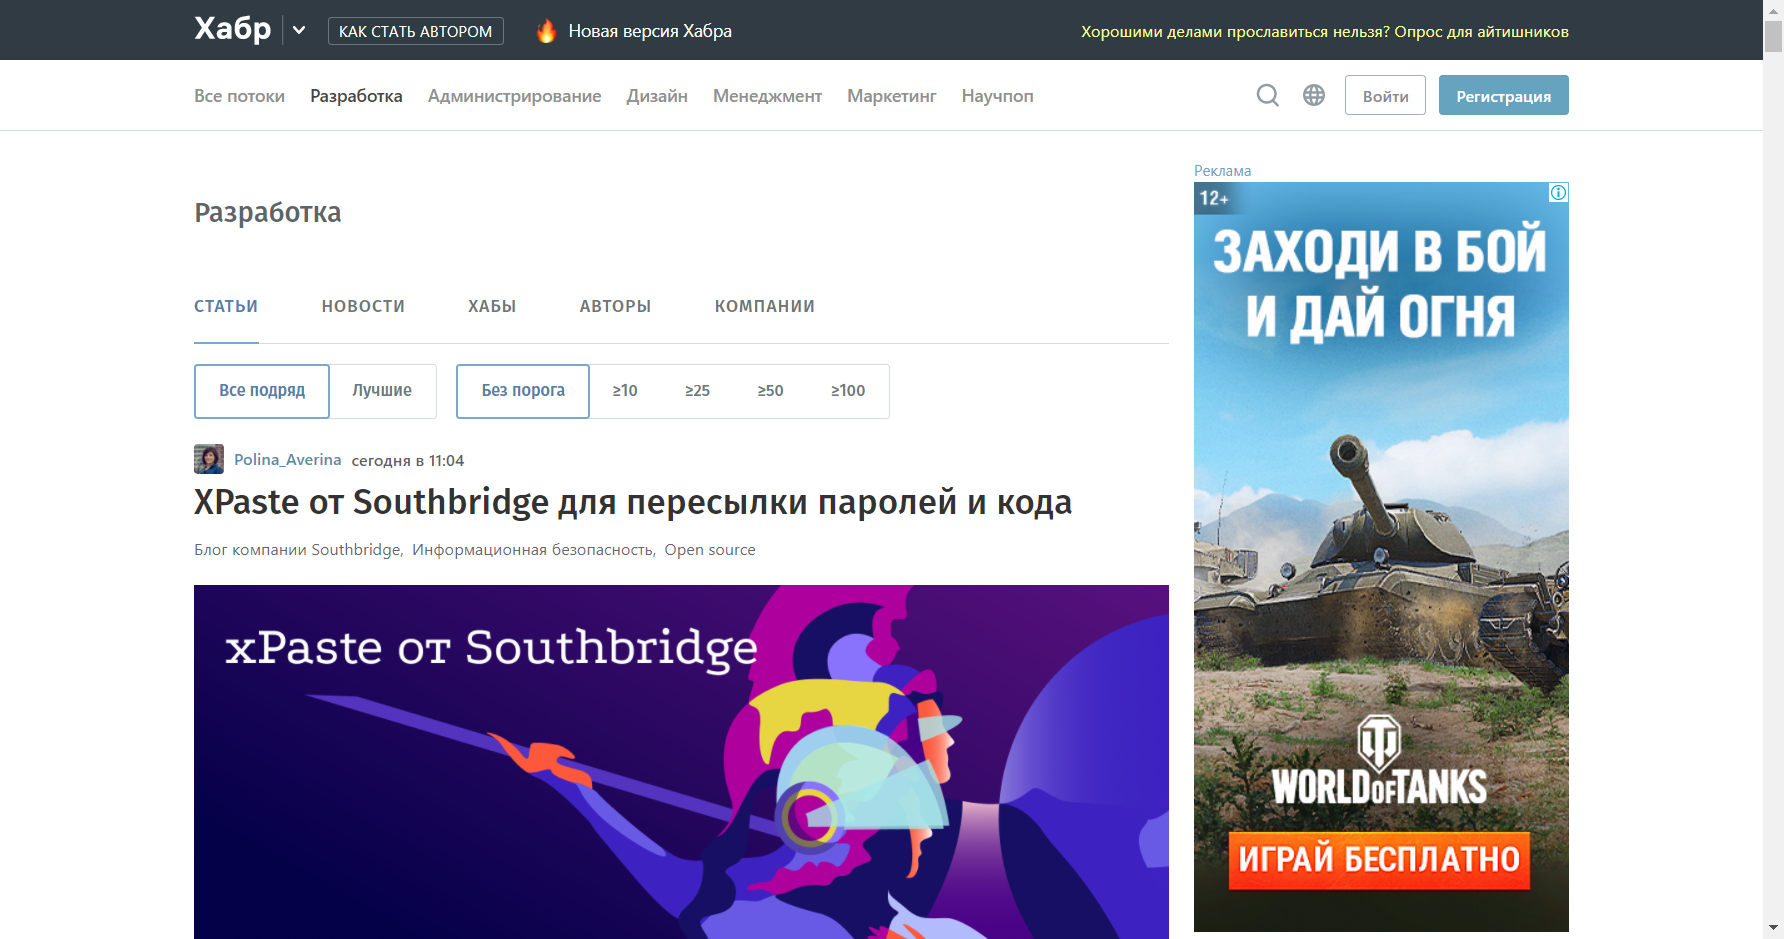 Хабр
КАК СТАТЬ АВТОРОМ
Новая версия Хабра
Хорошими делами прославиться нельзя? Опрос для айтишников
Все потоки Разработка Администрирование Дизайн Менеджмент Маркетинг Научпоп
Войти
Регистрация
Разработка
СТАТЬИ НОВОСТИ ХАБЫ АВТОРЫ КОМПАНИИ
Все подряд Лучшие Без порога ≥10 ≥25 ≥50 ≥100
Polina_Averina сегодня в 11:04
XPaste от Southbridge для пересылки паролей и кода
Блог компании Southbridge, Информационная безопасность, Open source
xPaste от Southbridge
Реклама
12+
ЗАХОДИ В БОЙ
И ДАЙ ОГНЯ
WORLD OF TANKS
ИГРАЙ БЕСПЛАТНО